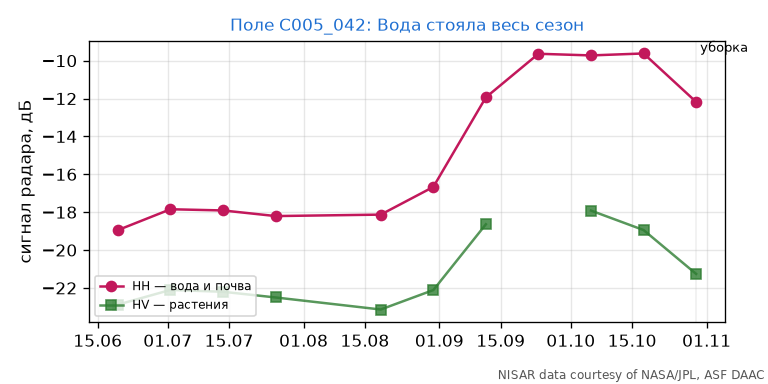 Поле C005_042: Вода стояла весь сезон
уборка
сигнал радара, дБ
−10
−12
−14
−16
−18
−20
−22
HH — вода и почва
HV — растения
15.06 01.07 15.07 01.08 15.08 01.09 15.09 01.10 15.10 01.11
NISAR data courtesy of NASA/JPL, ASF DAAC